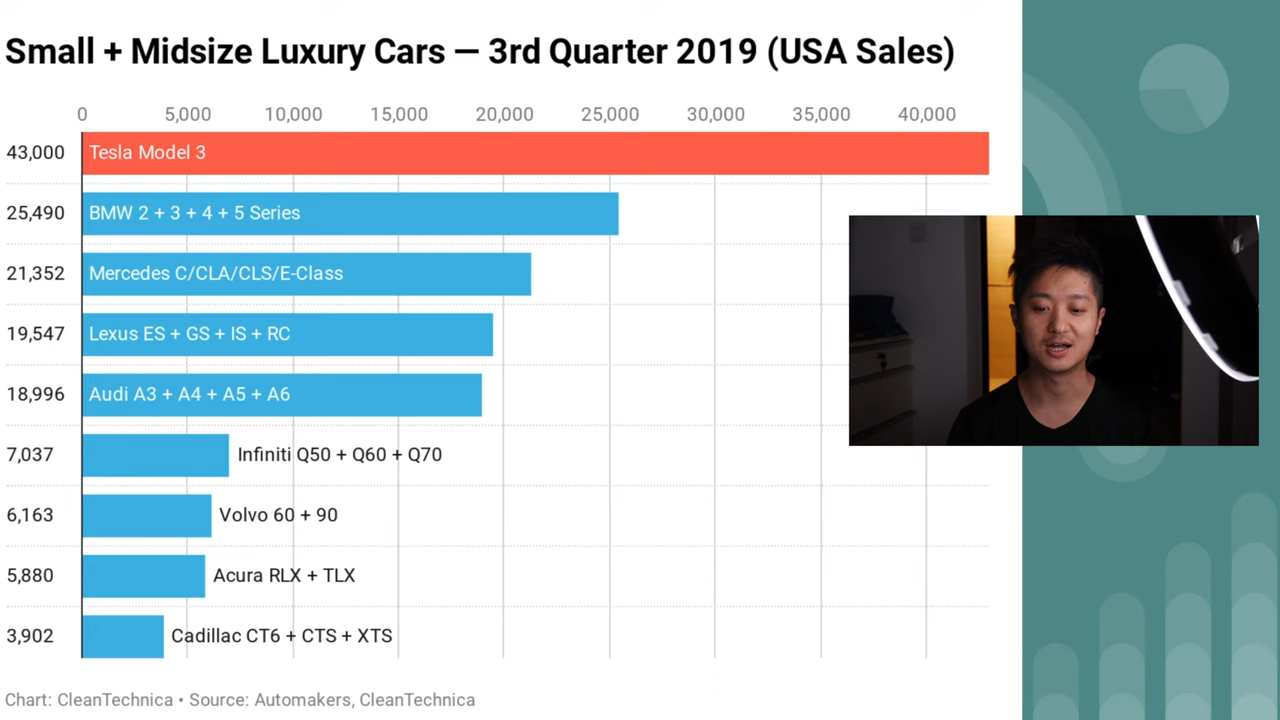 Small + Midsize Luxury Cars — 3rd Quarter 2019 (USA Sales)
0 5,000 10,000 15,000 20,000 25,000 30,000 35,000 40,000
43,000 Tesla Model 3
25,490 BMW 2 + 3 + 4 + 5 Series
21,352 Mercedes C/CLA/CLS/E-Class
19,547 Lexus ES + GS + IS + RC
18,996 Audi A3 + A4 + A5 + A6
7,037 Infiniti Q50 + Q60 + Q70
6,163 Volvo 60 + 90
5,880 Acura RLX + TLX
3,902 Cadillac CT6 + CTS + XTS
Chart: CleanTechnica • Source: Automakers, CleanTechnica